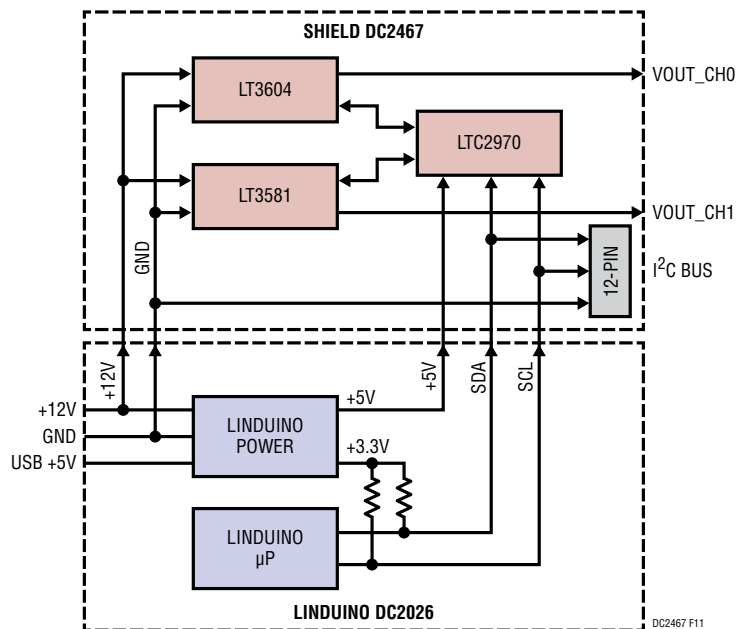 SHIELD DC2467
LT3604
VOUT_CH0
LTC2970
LT3581
VOUT_CH1
GND
12-PIN
I²C BUS
+12V
+5V
SDA
SCL
+12V
GND
USB +5V
LINDUINO
POWER
+5V
+3.3V
LINDUINO
µP
LINDUINO DC2026
DC2467 F11